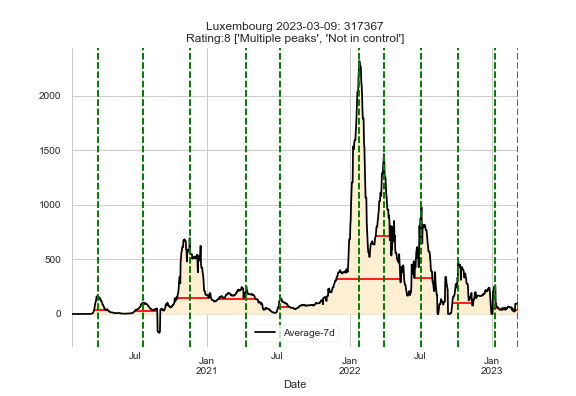 Luxembourg 2023-03-09: 317367
Rating:8 ['Multiple peaks', 'Not in control']
2000
1500
1000
500
0
Average-7d
Jul
Jan
2021
Jul
Jan
2022
Jul
Jan
2023
Date